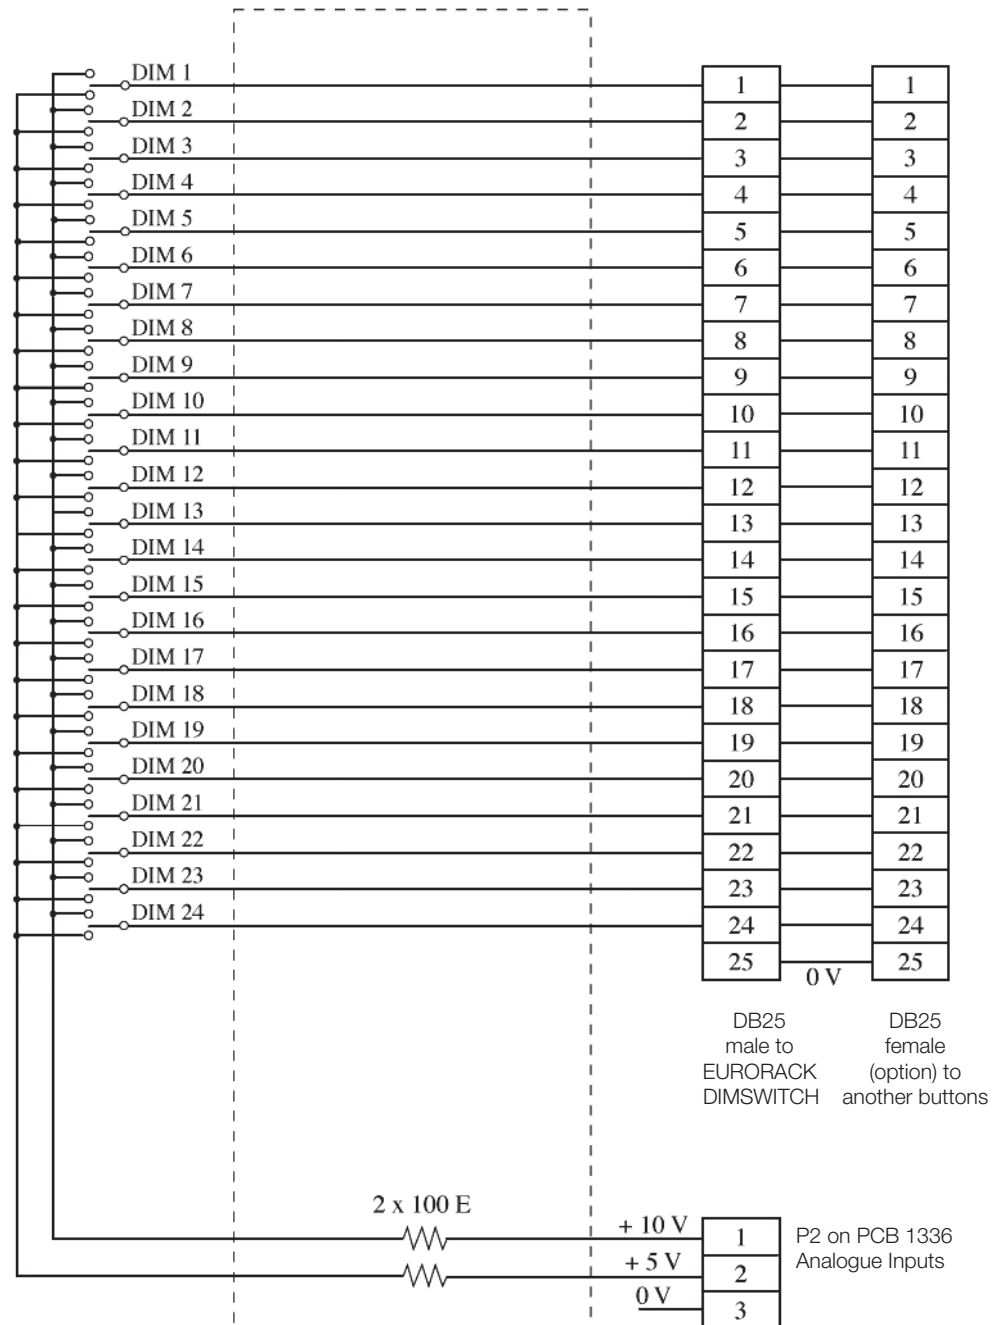 DIM 1
1 1
DIM 2
2 2
DIM 3
3 3
DIM 4
4 4
DIM 5
5 5
DIM 6
6 6
DIM 7
7 7
DIM 8
8 8
DIM 9
9 9
DIM 10
10 10
DIM 11
11 11
DIM 12
12 12
DIM 13
13 13
DIM 14
14 14
DIM 15
15 15
DIM 16
16 16
DIM 17
17 17
DIM 18
18 18
DIM 19
19 19
DIM 20
20 20
DIM 21
21 21
DIM 22
22 22
DIM 23
23 23
DIM 24
24 24
25 25
0 V
DB25
male to
EURORACK
DIMSWITCH
DB25
female
(option) to
another buttons
2 x 100 E
+ 10 V 1
+ 5 V 2
0 V 3
P2 on PCB 1336
Analogue Inputs